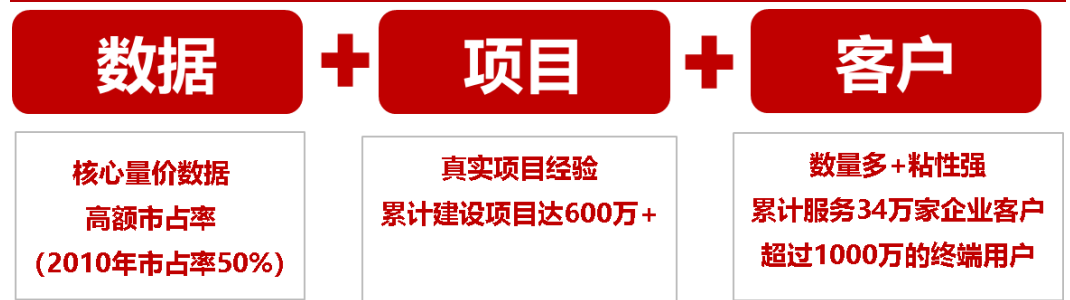 数据 + 项目 + 客户
核心量价数据
高额市占率
(2010年市占率50%)
真实项目经验
累计建设项目达600万+
数量多+粘性强
累计服务34万家企业客户
超过1000万的终端用户